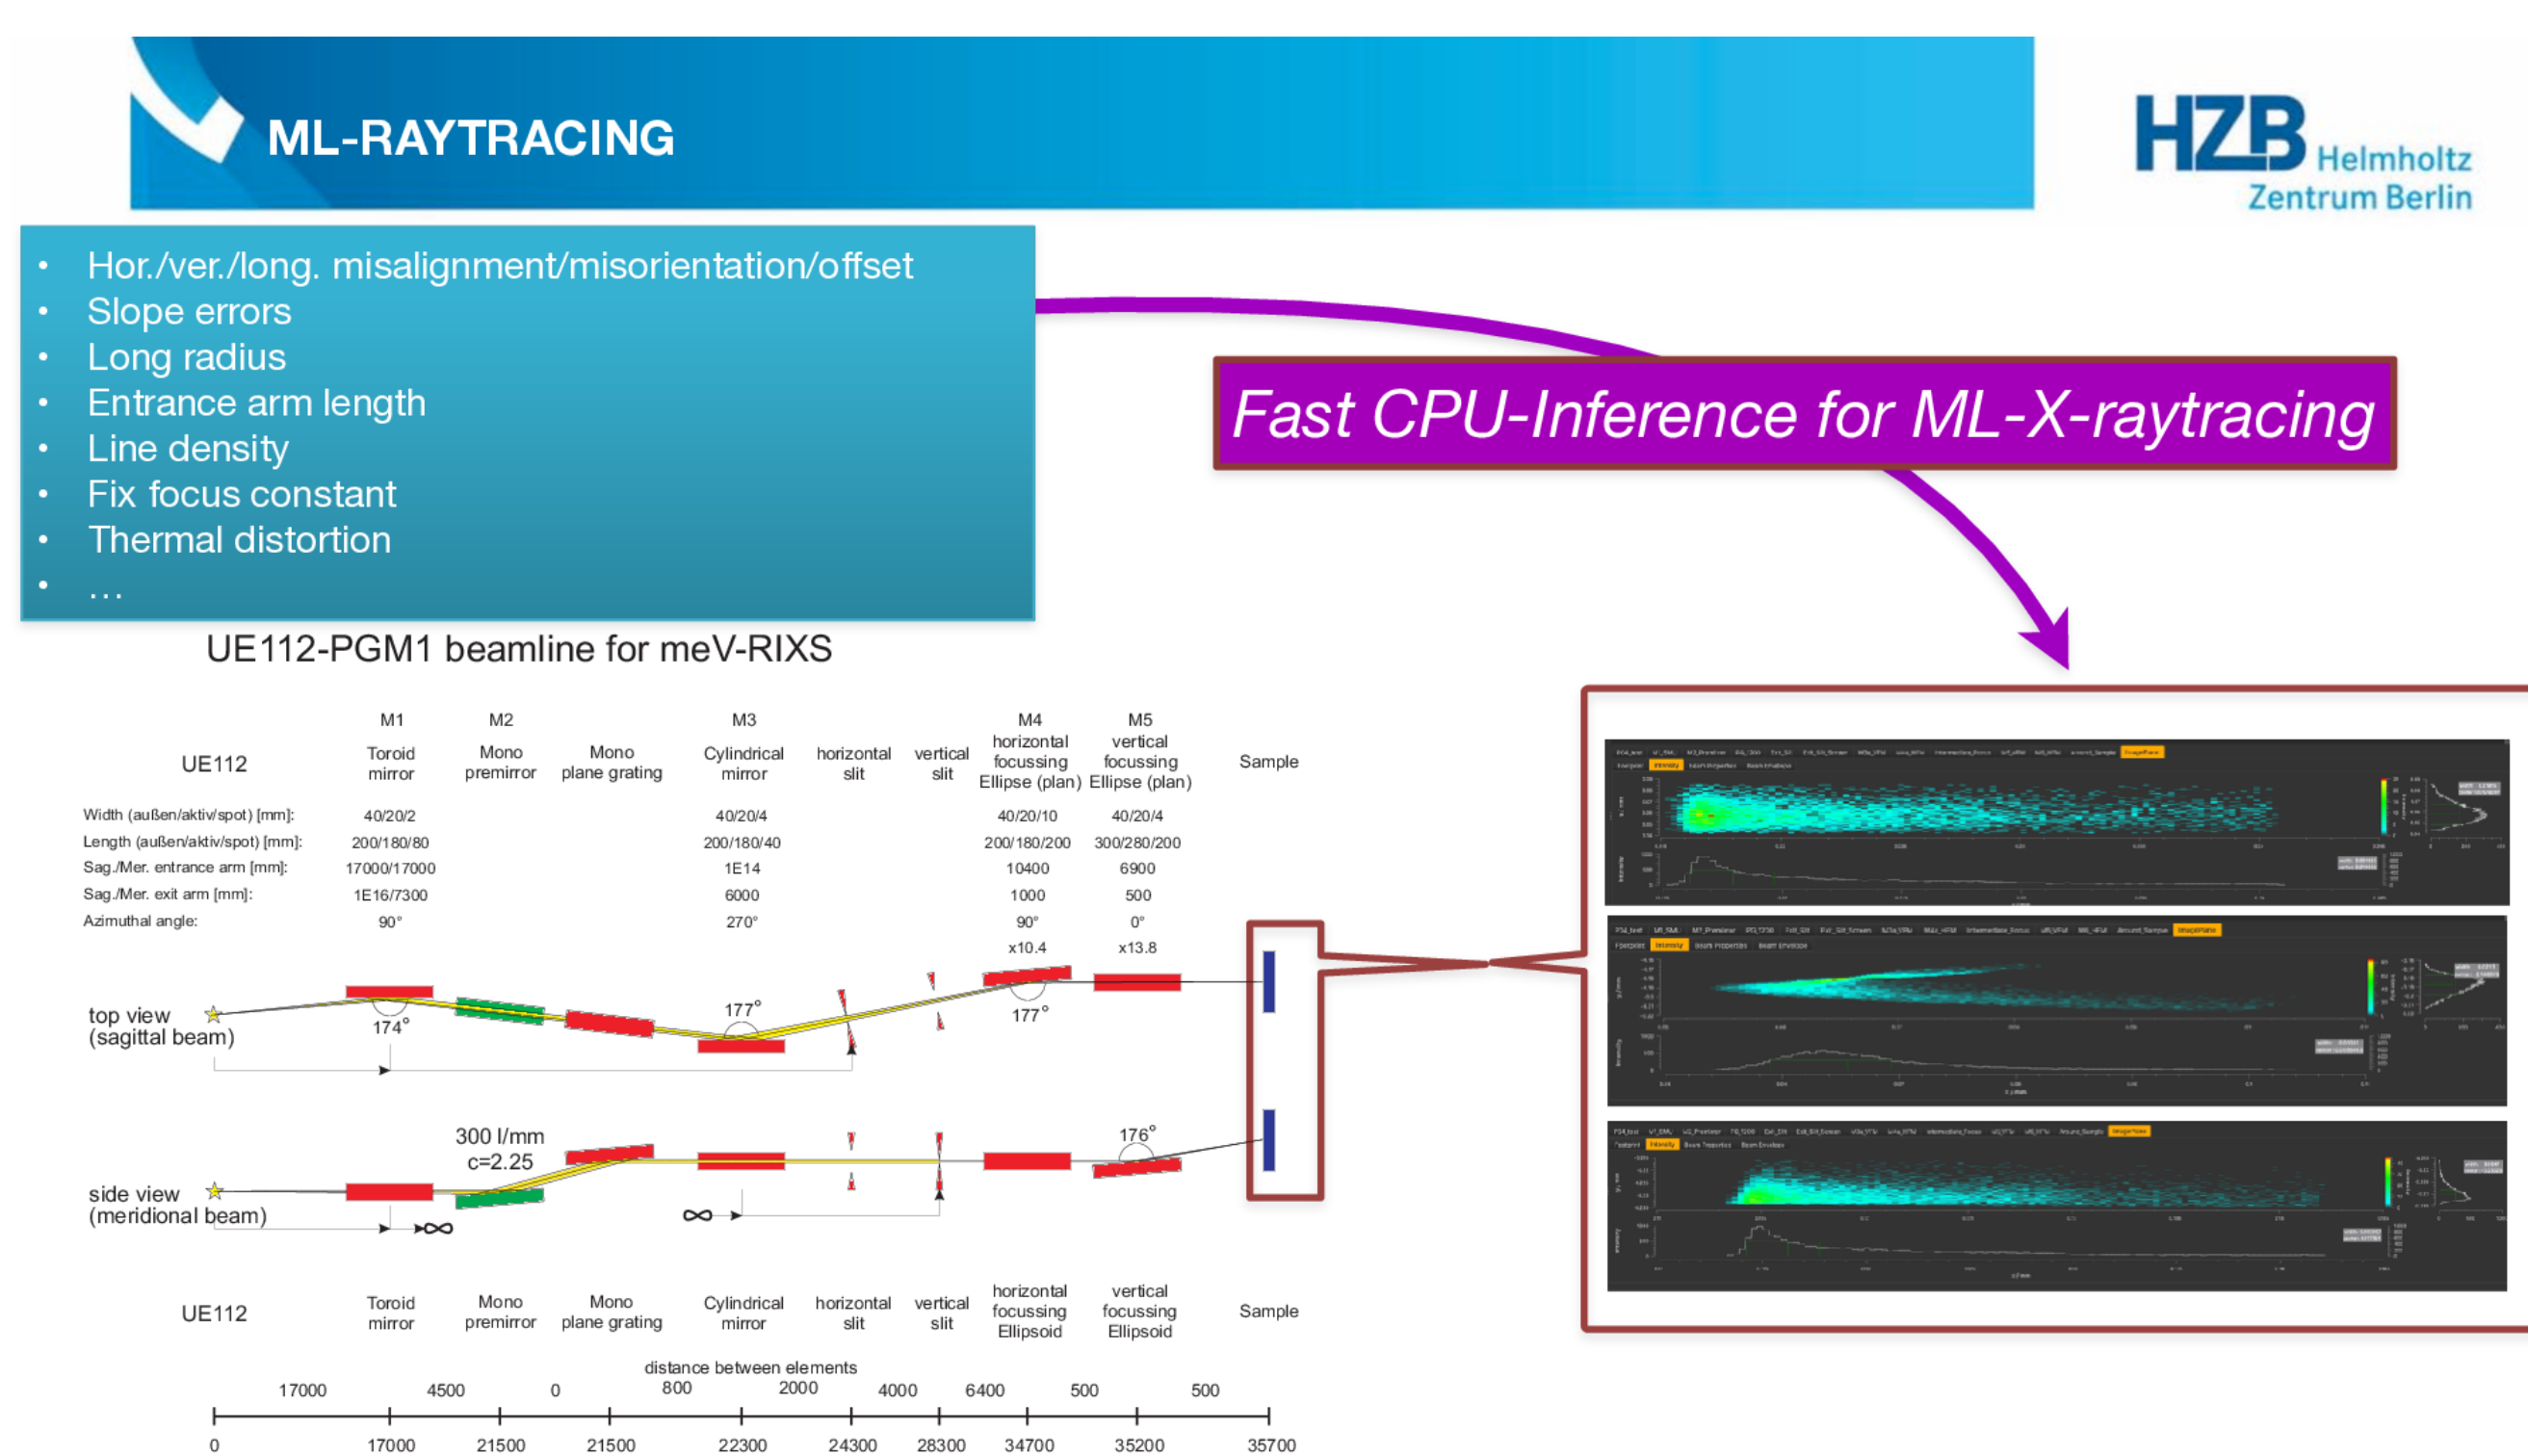 ML-RAYTRACING
HZB Helmholtz
Zentrum Berlin
• Hor./ver./long. misalignment/misorientation/offset
• Slope errors
• Long radius
• Entrance arm length
• Line density
• Fix focus constant
• Thermal distortion
• …
Fast CPU-Inference for ML-X-raytracing
UE112-PGM1 beamline for meV-RIXS
M1 M2 M3 M4 M5
UE112 Toroid mirror Mono premirror Mono plane grating Cylindrical mirror horizontal slit vertical slit horizontal focussing Ellipse (plan) vertical focussing Ellipse (plan) Sample
Width (außen/aktiv/spot) [mm]: 40/20/2 40/20/4 40/20/10 40/20/4
Length (außen/aktiv/spot) [mm]: 200/180/80 200/180/40 200/180/200 300/280/200
Sag./Mer. entrance arm [mm]: 17000/17000 1E14 10400 6900
Sag./Mer. exit arm [mm]: 1E16/7300 6000 1000 500
Azimuthal angle: 90° 270° 90° 0°
x10.4 x13.8
top view
(sagittal beam)
174° 177° 177°
300 l/mm
c=2.25
176°
side view
(meridional beam)
∞ ∞
UE112 Toroid mirror Mono premirror Mono plane grating Cylindrical mirror horizontal slit vertical slit horizontal focussing Ellipsoid vertical focussing Ellipsoid Sample
distance between elements
17000 4500 0 800 2000 4000 6400 500 500
0 17000 21500 21500 22300 24300 28300 34700 35200 35700